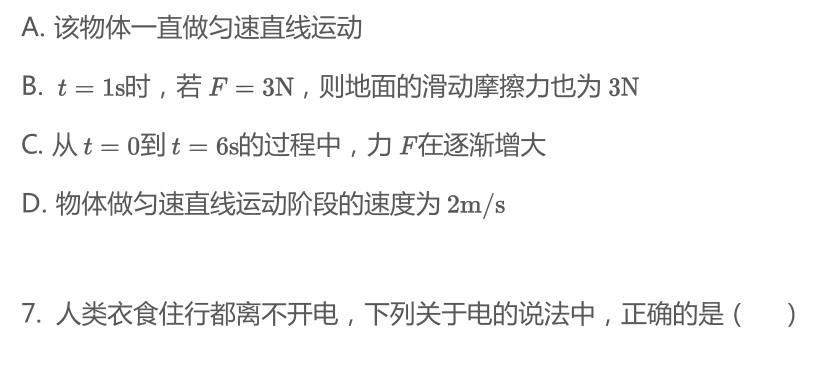 A. 该物体一直做匀速直线运动
B. t = 1s时，若 F = 3N，则地面的滑动摩擦力也为 3N
C. 从 t = 0到 t = 6s的过程中，力 F在逐渐增大
D. 物体做匀速直线运动阶段的速度为 2m/s
7. 人类衣食住行都离不开电，下列关于电的说法中，正确的是 (　　)